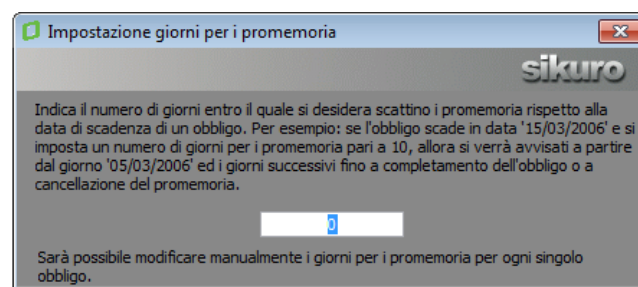 Impostazione giorni per i promemoria
sikuro
Indica il numero di giorni entro il quale si desidera scattino i promemoria rispetto alla
data di scadenza di un obbligo. Per esempio: se l'obbligo scade in data '15/03/2006' e si
imposta un numero di giorni per i promemoria pari a 10, allora si verrà avvisati a partire
dal giorno '05/03/2006' ed i giorni successivi fino a completamento dell'obbligo o a
cancellazione del promemoria.
0
Sarà possibile modificare manualmente i giorni per i promemoria per ogni singolo
obbligo.